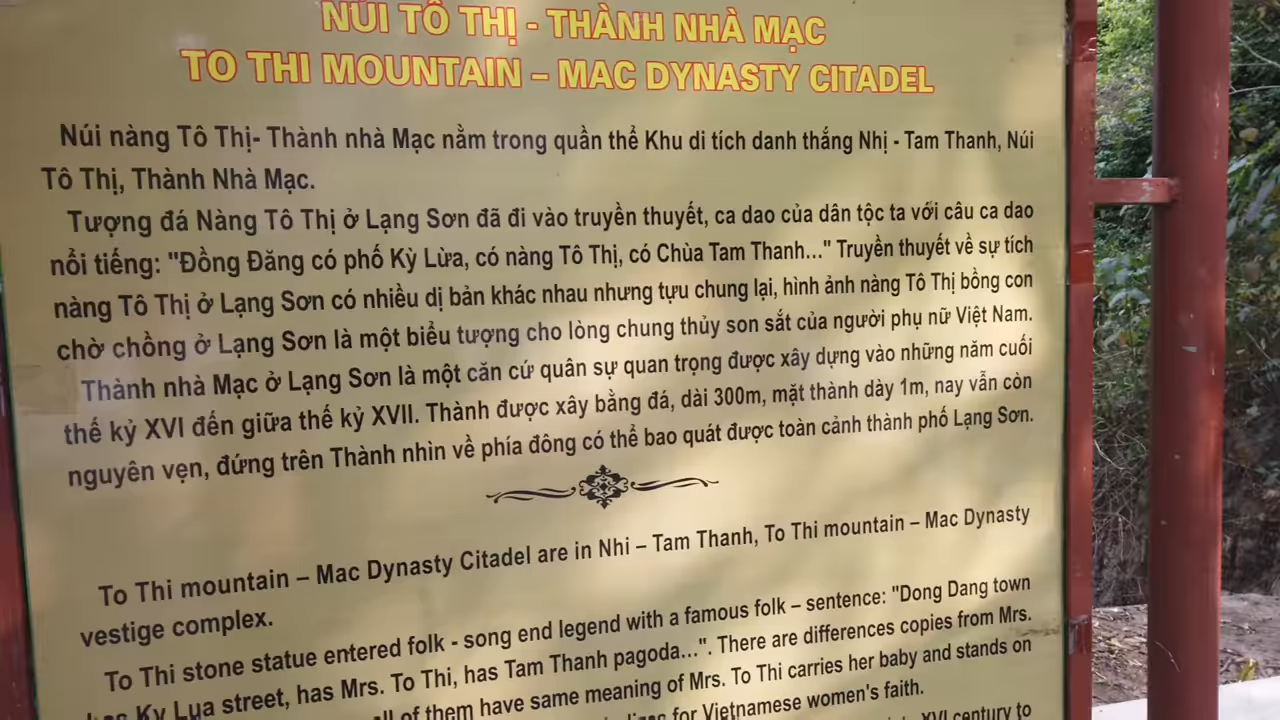 NÚI TÔ THỊ - THÀNH NHÀ MẠC
TO THI MOUNTAIN – MAC DYNASTY CITADEL
Núi nàng Tô Thị- Thành nhà Mạc nằm trong quần thể Khu di tích danh thắng Nhị - Tam Thanh, Núi
Tô Thị, Thành Nhà Mạc.
Tượng đá Nàng Tô Thị ở Lạng Sơn đã đi vào truyền thuyết, ca dao của dân tộc ta với câu ca dao
nổi tiếng: "Đồng Đăng có phố Kỳ Lừa, có nàng Tô Thị, có Chùa Tam Thanh..." Truyền thuyết về sự tích
nàng Tô Thị ở Lạng Sơn có nhiều dị bản khác nhau nhưng tựu chung lại, hình ảnh nàng Tô Thị bồng con
chờ chồng ở Lạng Sơn là một biểu tượng cho lòng chung thủy son sắt của người phụ nữ Việt Nam.
Thành nhà Mạc ở Lạng Sơn là một căn cứ quân sự quan trọng được xây dựng vào những năm cuối
thế kỷ XVI đến giữa thế kỷ XVII. Thành được xây bằng đá, dài 300m, mặt thành dày 1m, nay vẫn còn
nguyên vẹn, đứng trên Thành nhìn về phía đông có thể bao quát được toàn cảnh thành phố Lạng Sơn.
To Thi mountain – Mac Dynasty Citadel are in Nhi – Tam Thanh, To Thi mountain – Mac Dynasty
vestige complex.
To Thi stone statue entered folk - song end legend with a famous folk – sentence: "Dong Dang town
has Ky Lua street, has Mrs. To Thi, has Tam Thanh pagoda...". There are differences copies from Mrs.
of them have same meaning of Mrs. To Thi carries her baby and stands on
for Vietnamese women's faith.
XVI century to